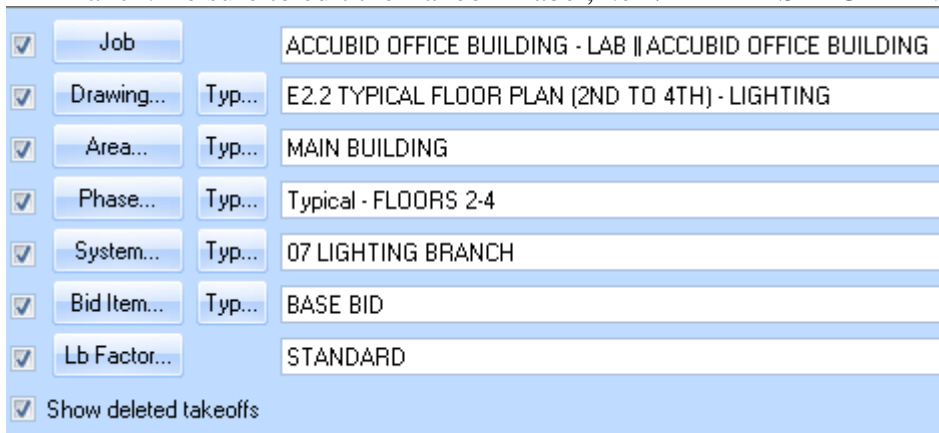 Job ACCUBID OFFICE BUILDING - LAB || ACCUBID OFFICE BUILDING
Drawing... Typ... E2.2 TYPICAL FLOOR PLAN (2ND TO 4TH) - LIGHTING
Area... Typ... MAIN BUILDING
Phase... Typ... Typical - FLOORS 2-4
System... Typ... 07 LIGHTING BRANCH
Bid Item... Typ... BASE BID
Lb Factor... STANDARD
Show deleted takeoffs